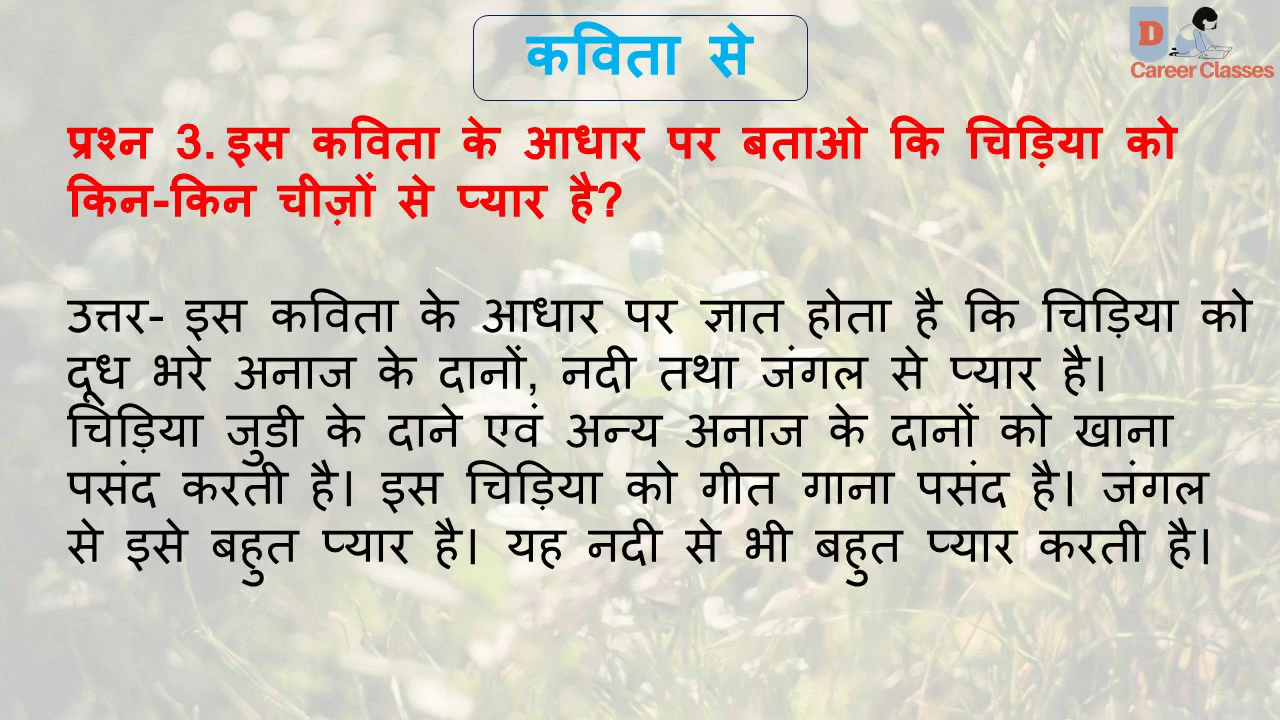 कविता से
D
Career Classes
प्रश्न 3. इस कविता के आधार पर बताओ कि चिड़िया को
किन-किन चीज़ों से प्यार है?
उत्तर- इस कविता के आधार पर ज्ञात होता है कि चिड़िया को
दूध भरे अनाज के दानों, नदी तथा जंगल से प्यार है।
चिड़िया जुडी के दाने एवं अन्य अनाज के दानों को खाना
पसंद करती है। इस चिड़िया को गीत गाना पसंद है। जंगल
से इसे बहुत प्यार है। यह नदी से भी बहुत प्यार करती है।